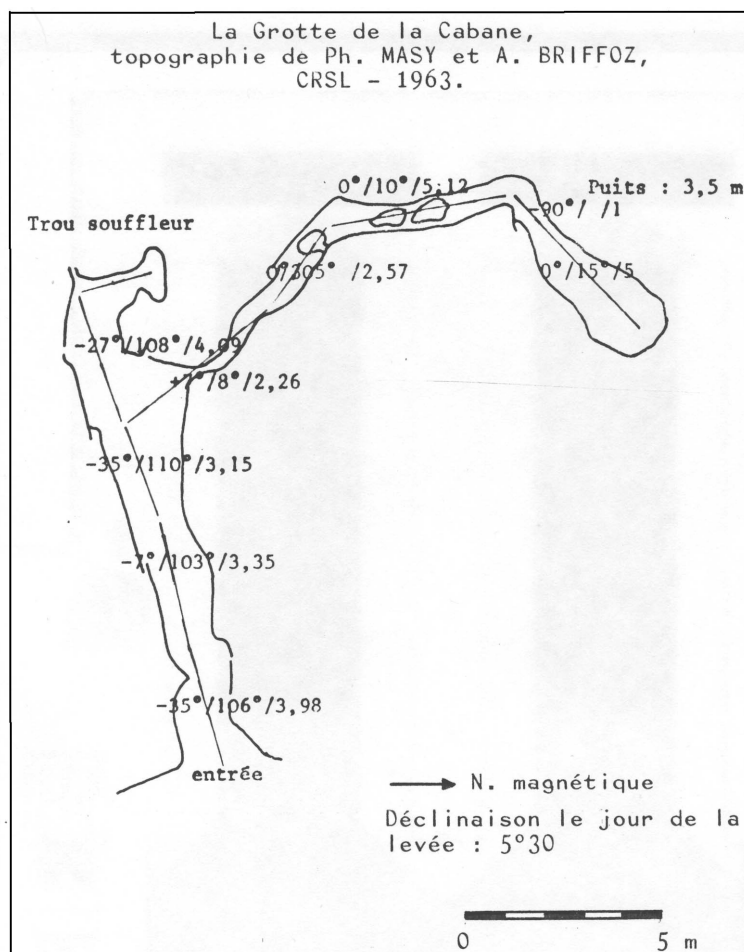 La Grotte de la Cabane,
topographie de Ph. MASY et A. BRIFFOZ,
CRSL - 1963.
0°/10°/5,12
Puits : 3,5 m
-90°/ /1
Trou souffleur
0°/305° /2,57
0°/15°/5
-27°/108°/4,09
+7°/8°/2,26
-35°/110°/3,15
-7°/103°/3,35
-35°/106°/3,98
entrée
N. magnétique
Déclinaison le jour de la
levée : 5°30
0 5 m